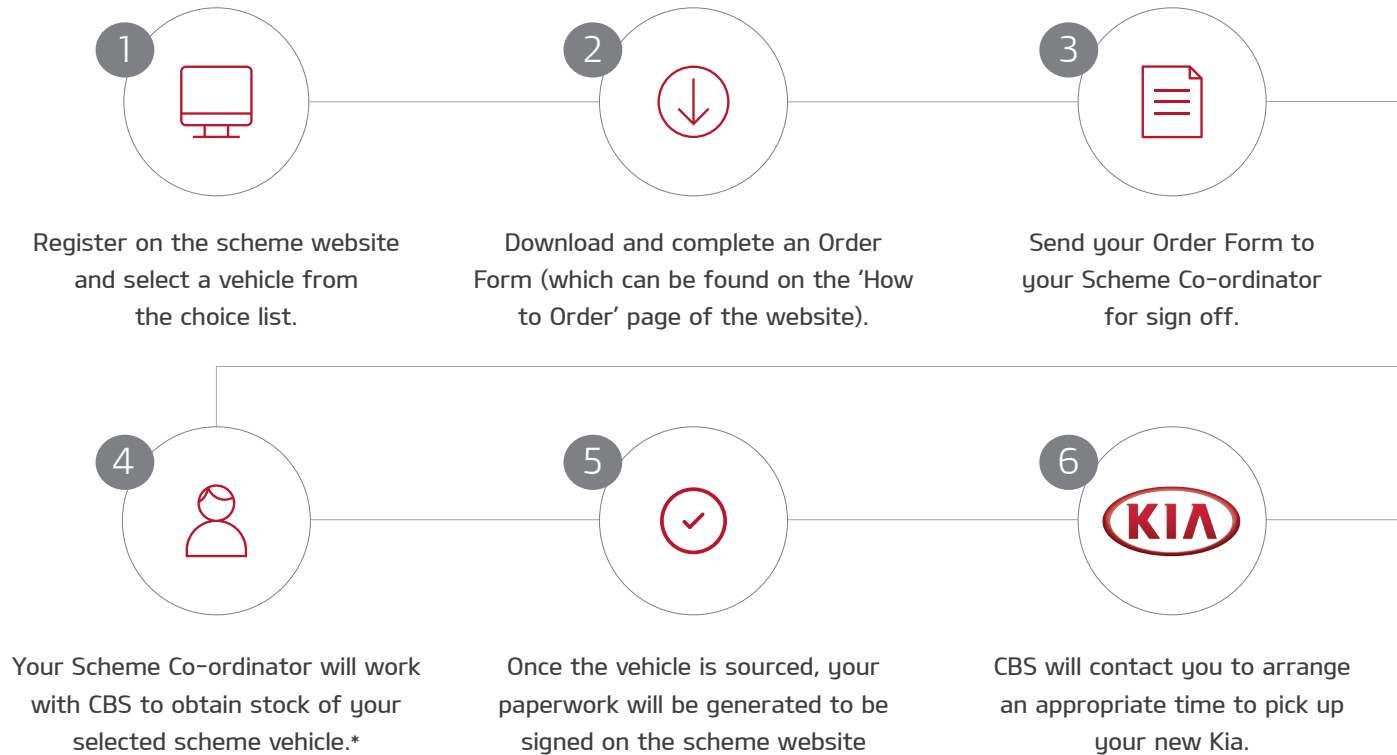 1
Register on the scheme website
and select a vehicle from
the choice list.
2
Download and complete an Order
Form (which can be found on the ‘How
to Order’ page of the website).
3
Send your Order Form to
your Scheme Co-ordinator
for sign off.
4
Your Scheme Co-ordinator will work
with CBS to obtain stock of your
selected scheme vehicle.*
5
Once the vehicle is sourced, your
paperwork will be generated to be
signed on the scheme website
6
KIA
CBS will contact you to arrange
an appropriate time to pick up
your new Kia.